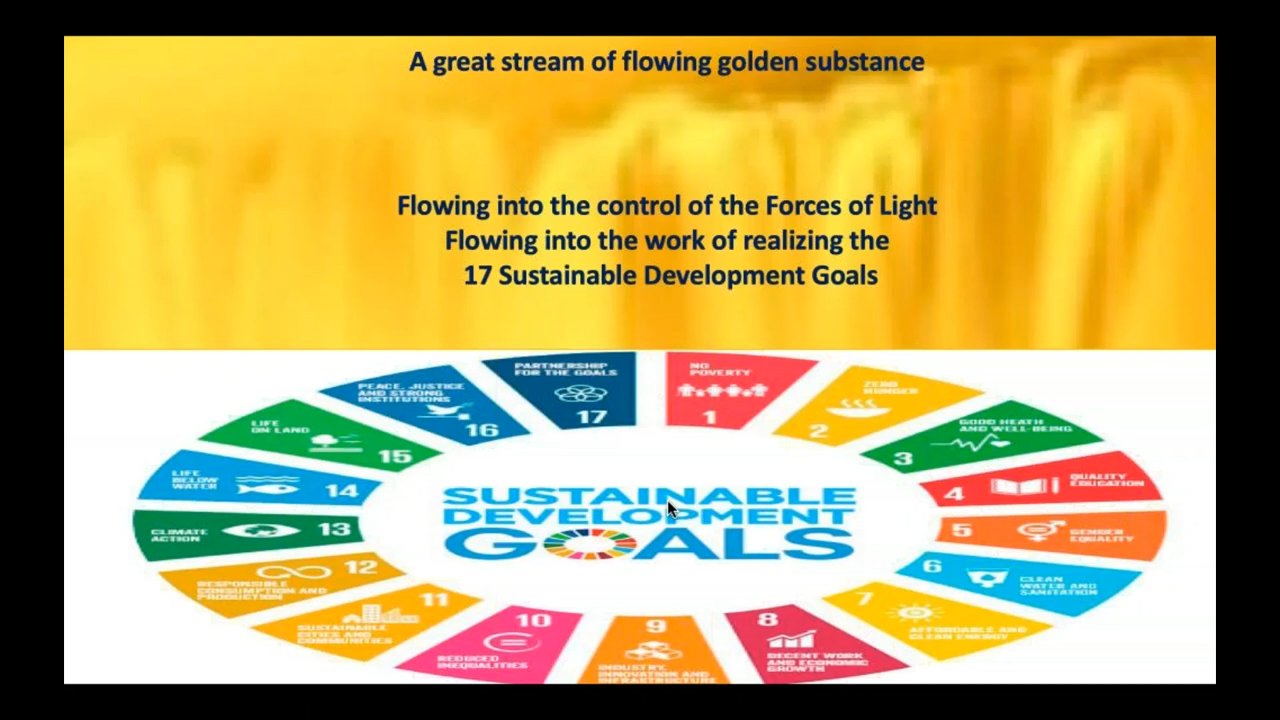 A great stream of flowing golden substance
Flowing into the control of the Forces of Light
Flowing into the work of realizing the
17 Sustainable Development Goals
PARTNERSHIP
FOR THE GOALS
17
NO
POVERTY
1
ZERO
HUNGER
2
GOOD HEATH
AND WELL-BEING
3
QUALITY
EDUCATION
4
GENDER
EQUALITY
5
CLEAN
WATER AND
SANITATION
6
AFFORDABLE AND
CLEAN ENERGY
7
DECENT WORK
AND ECONOMIC
GROWTH
8
INDUSTRY,
INNOVATION AND
INFRASTRUCTURE
9
REDUCED
INEQUALITIES
10
SUSTAINABLE
CITIES AND
COMMUNITIES
11
RESPONSIBLE
CONSUMPTION AND
PRODUCTION
12
CLIMATE
ACTION
13
LIFE
BELOW
WATER
14
LIFE
ON LAND
15
PEACE, JUSTICE
AND STRONG
INSTITUTIONS
16
SUSTAINABLE
DEVELOPMENT
GOALS